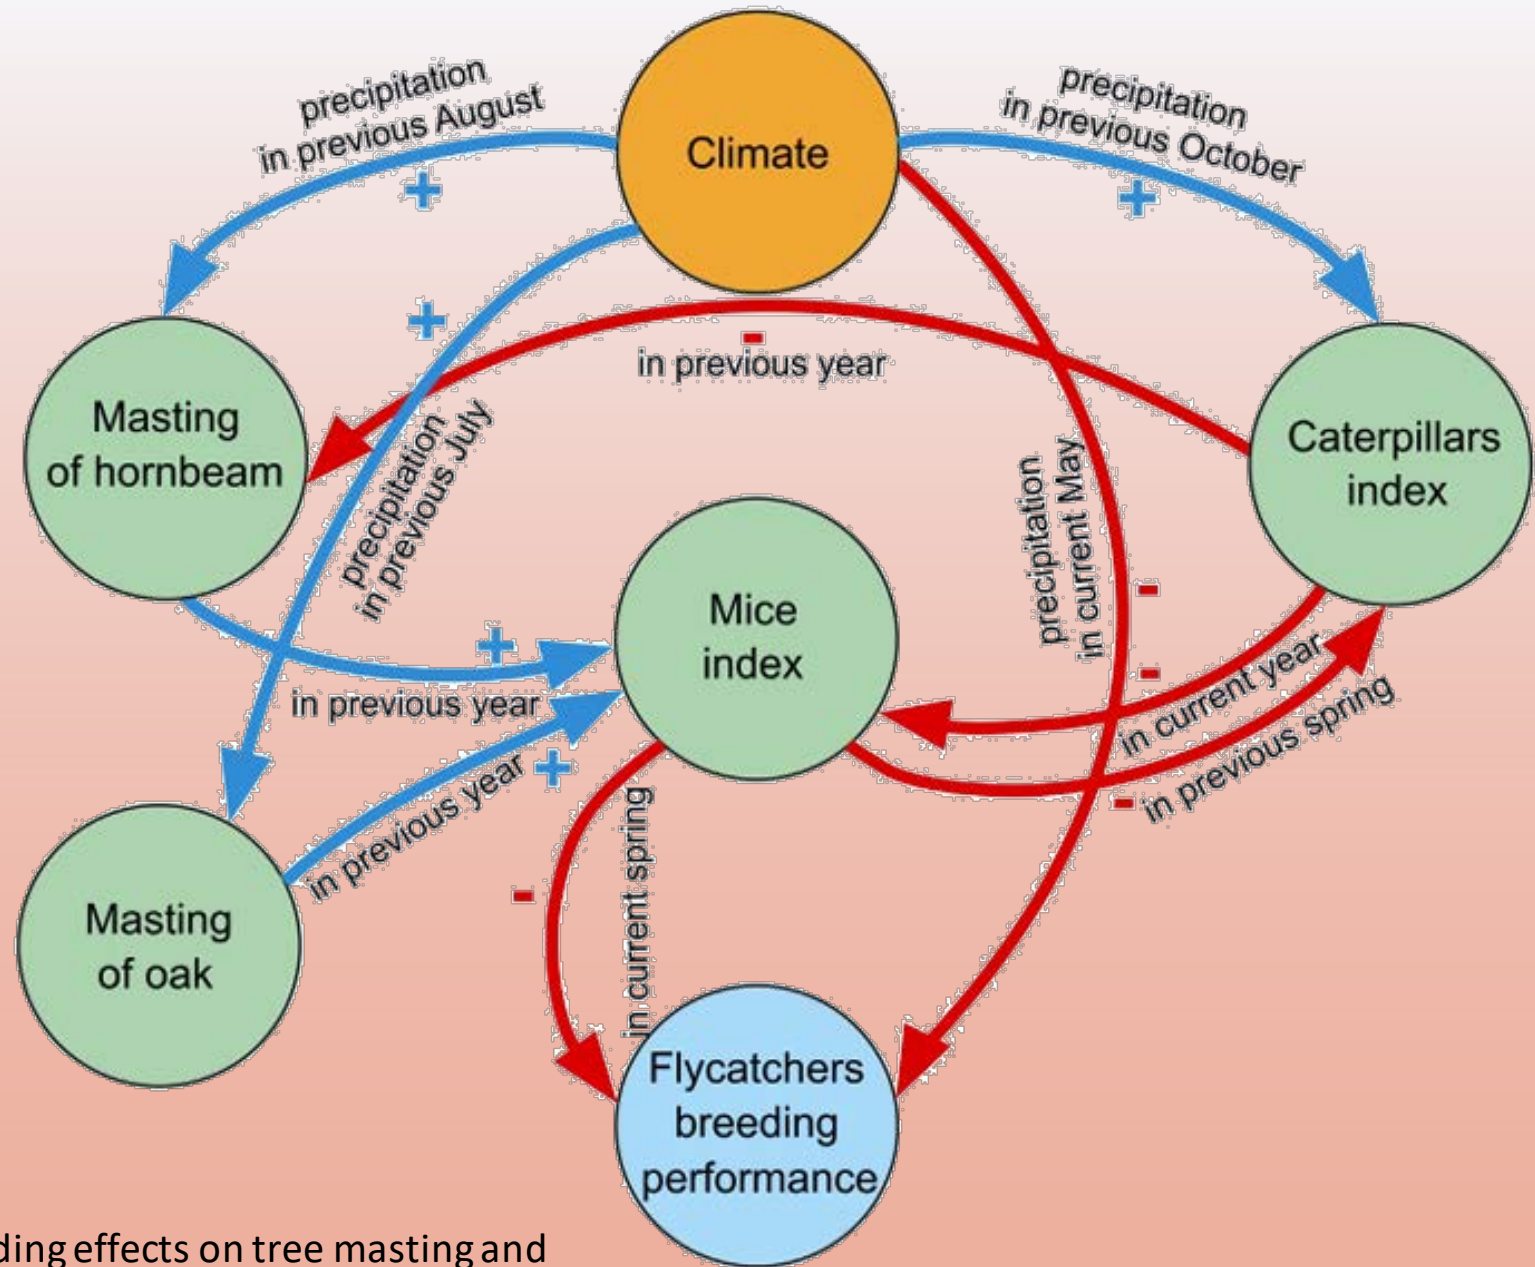 precipitation
in previous August
+
Climate
precipitation
in previous October
+
+
-
in previous year
Masting
of hornbeam
precipitation
in previous July
Caterpillars
index
precipitation
in current May
-
Mice
index
+
in previous year
-
in current year
in previous spring
-
in previous year
+
-
in current spring
Masting
of oak
Flycatchers
breeding
performance
ding effects on tree masting and